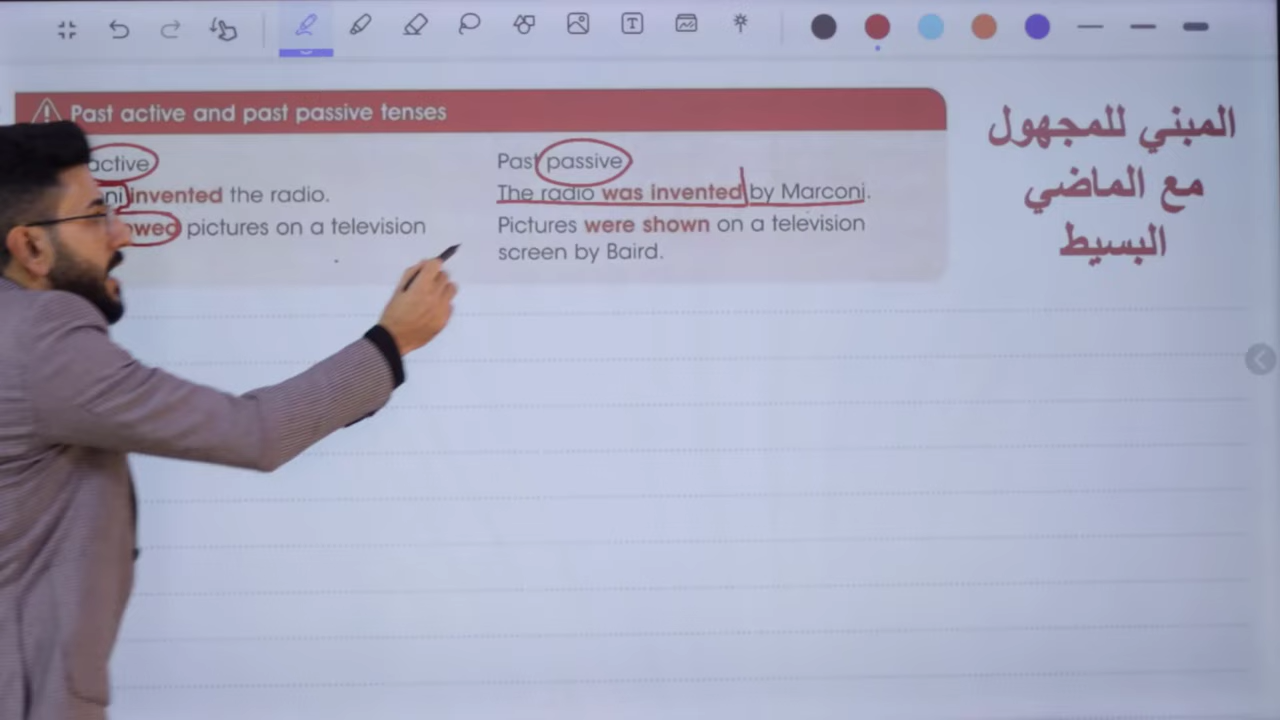 Past active and past passive tenses
active
invented the radio.
pictures on a television
Past passive
The radio was invented by Marconi.
Pictures were shown on a television
screen by Baird.
المبني للمجهول
مع الماضي
البسيط